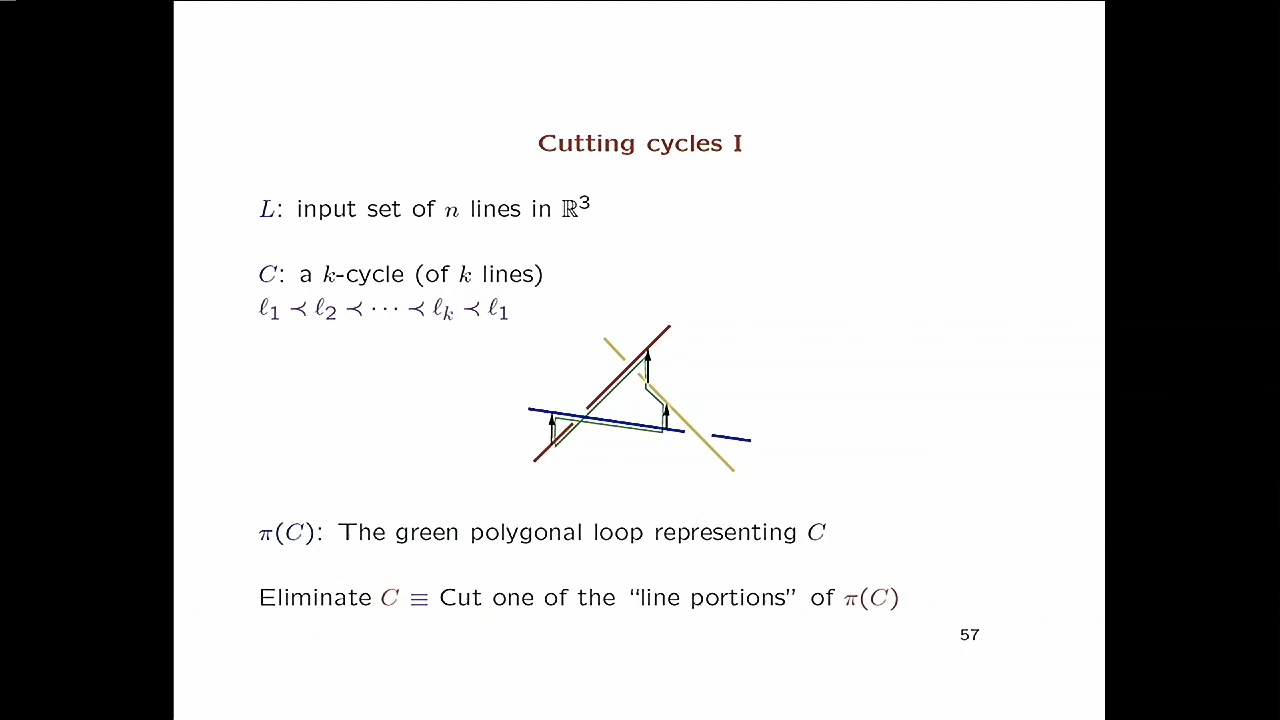 Cutting cycles I
L: input set of n lines in ℝ³
C: a k-cycle (of k lines)
ℓ₁ ≺ ℓ₂ ≺ ··· ≺ ℓₖ ≺ ℓ₁
π(C): The green polygonal loop representing C
Eliminate C ≡ Cut one of the “line portions” of π(C)
57